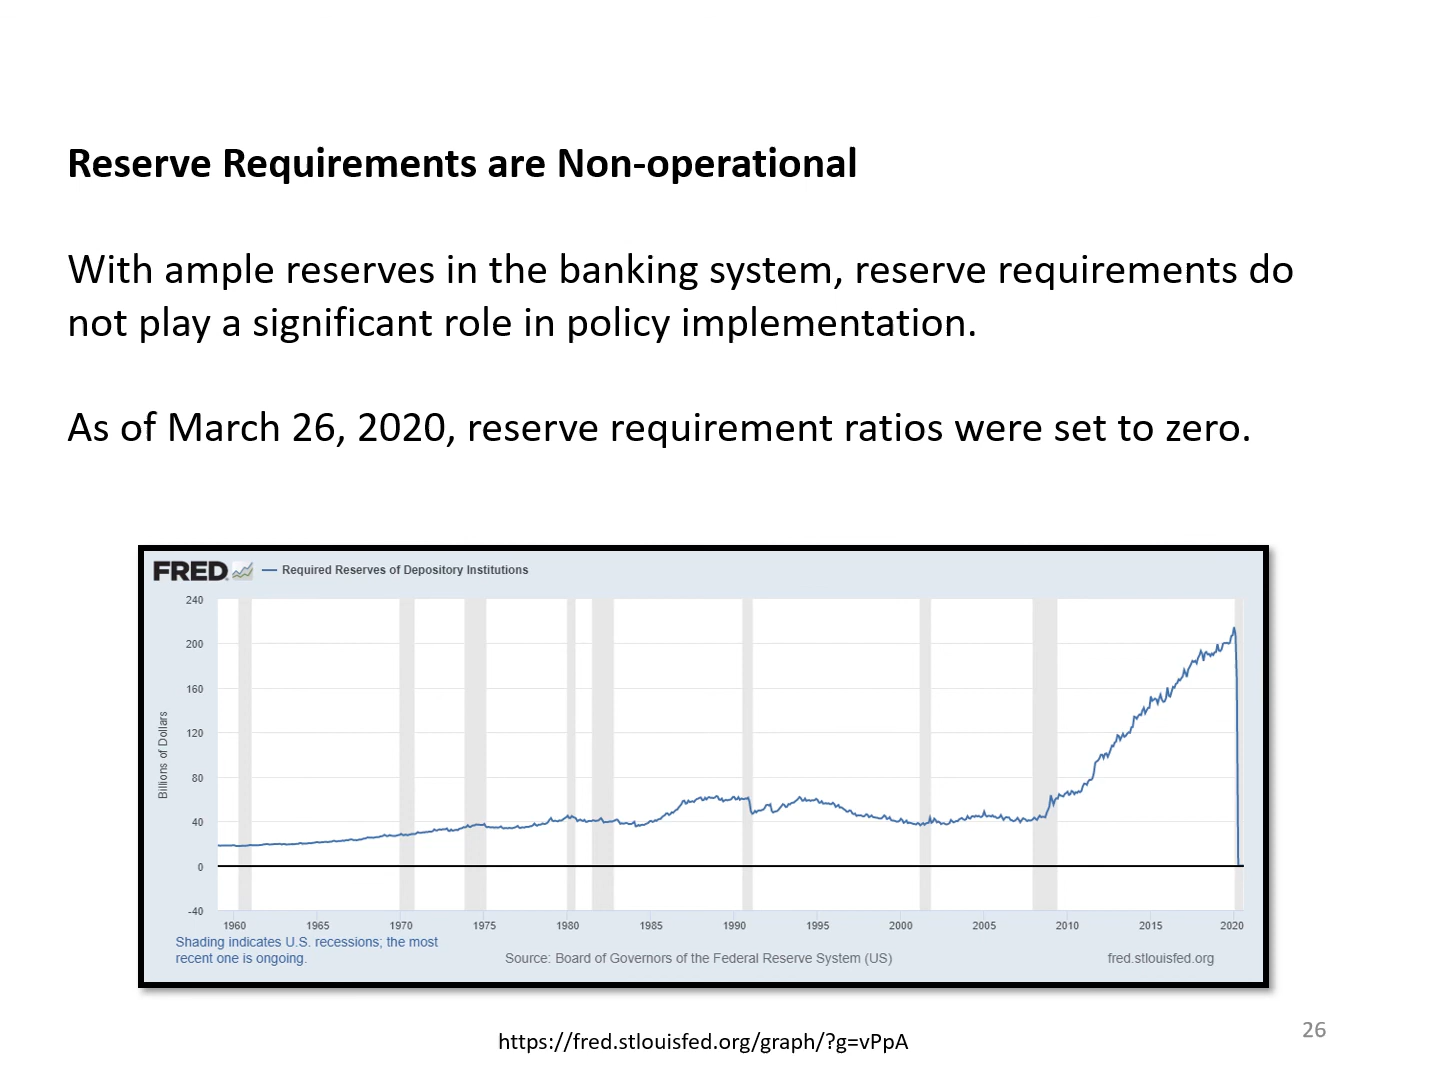 Reserve Requirements are Non-operational
With ample reserves in the banking system, reserve requirements do
not play a significant role in policy implementation.
As of March 26, 2020, reserve requirement ratios were set to zero.
FRED — Required Reserves of Depository Institutions
240
200
160
120
80
40
0
-40
Billions of Dollars
1960 1965 1970 1975 1980 1985 1990 1995 2000 2005 2010 2015 2020
Shading indicates U.S. recessions; the most
recent one is ongoing.
Source: Board of Governors of the Federal Reserve System (US)
fred.stlouisfed.org
https://fred.stlouisfed.org/graph/?g=vPpA
26